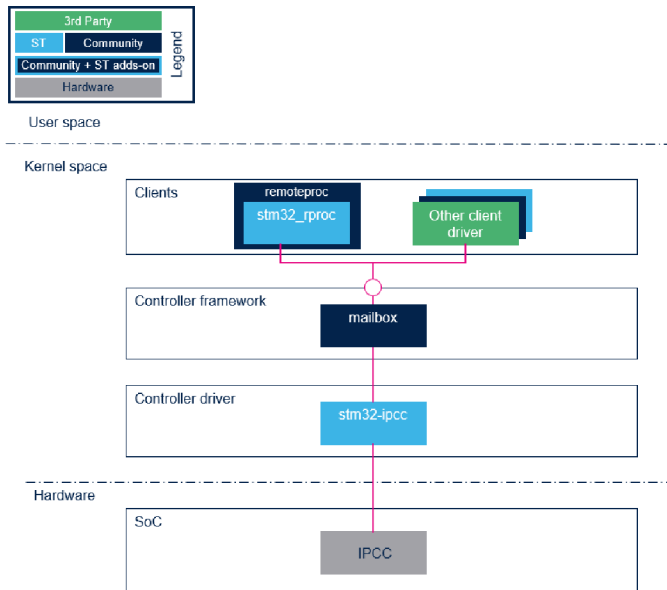 3rd Party
ST
Community
Community + ST adds-on
Hardware
Legend
User space
Kernel space
Clients
remoteproc
stm32_rproc
Other client
driver
Controller framework
mailbox
Controller driver
stm32-ipcc
Hardware
SoC
IPCC